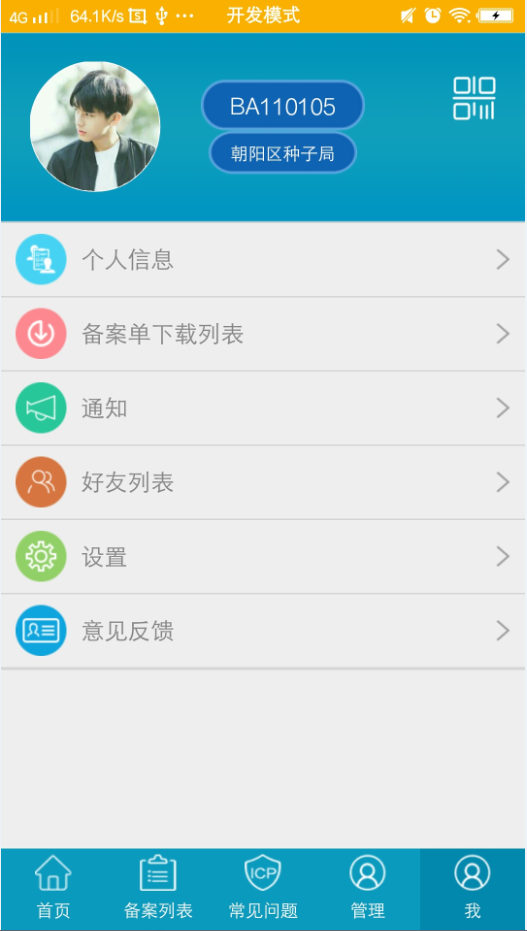 4G 64.1K/s 开发模式
BA110105
朝阳区种子局
个人信息
备案单下载列表
通知
好友列表
设置
意见反馈
ICP
首页 备案列表 常见问题 管理 我